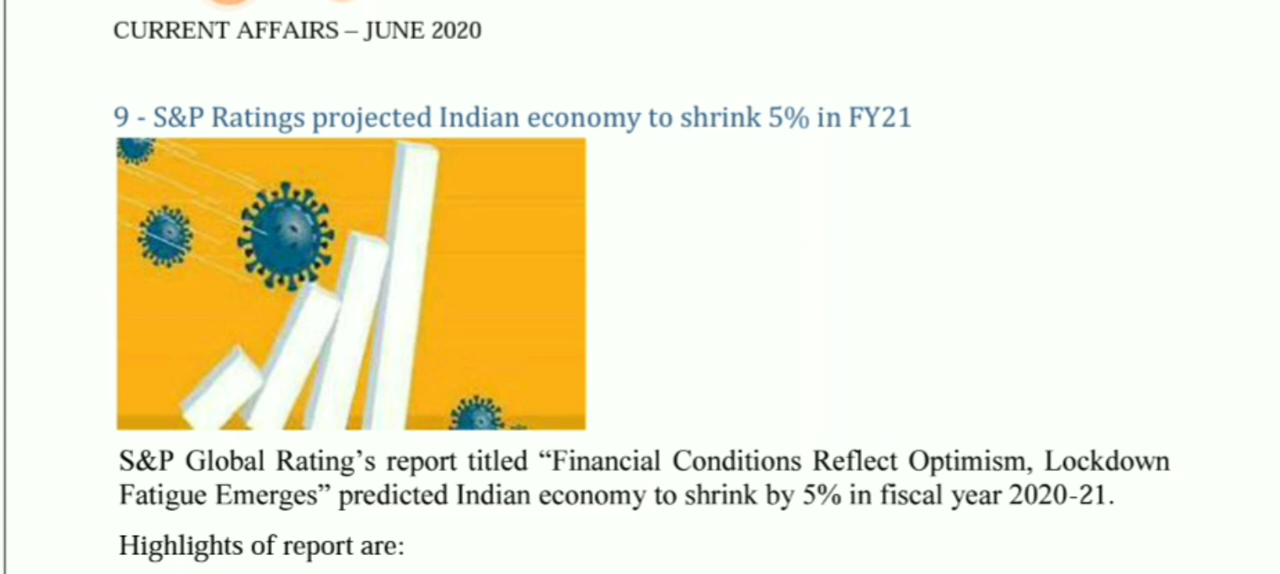 CURRENT AFFAIRS – JUNE 2020
9 - S&P Ratings projected Indian economy to shrink 5% in FY21
S&P Global Rating’s report titled “Financial Conditions Reflect Optimism, Lockdown
Fatigue Emerges” predicted Indian economy to shrink by 5% in fiscal year 2020-21.
Highlights of report are: